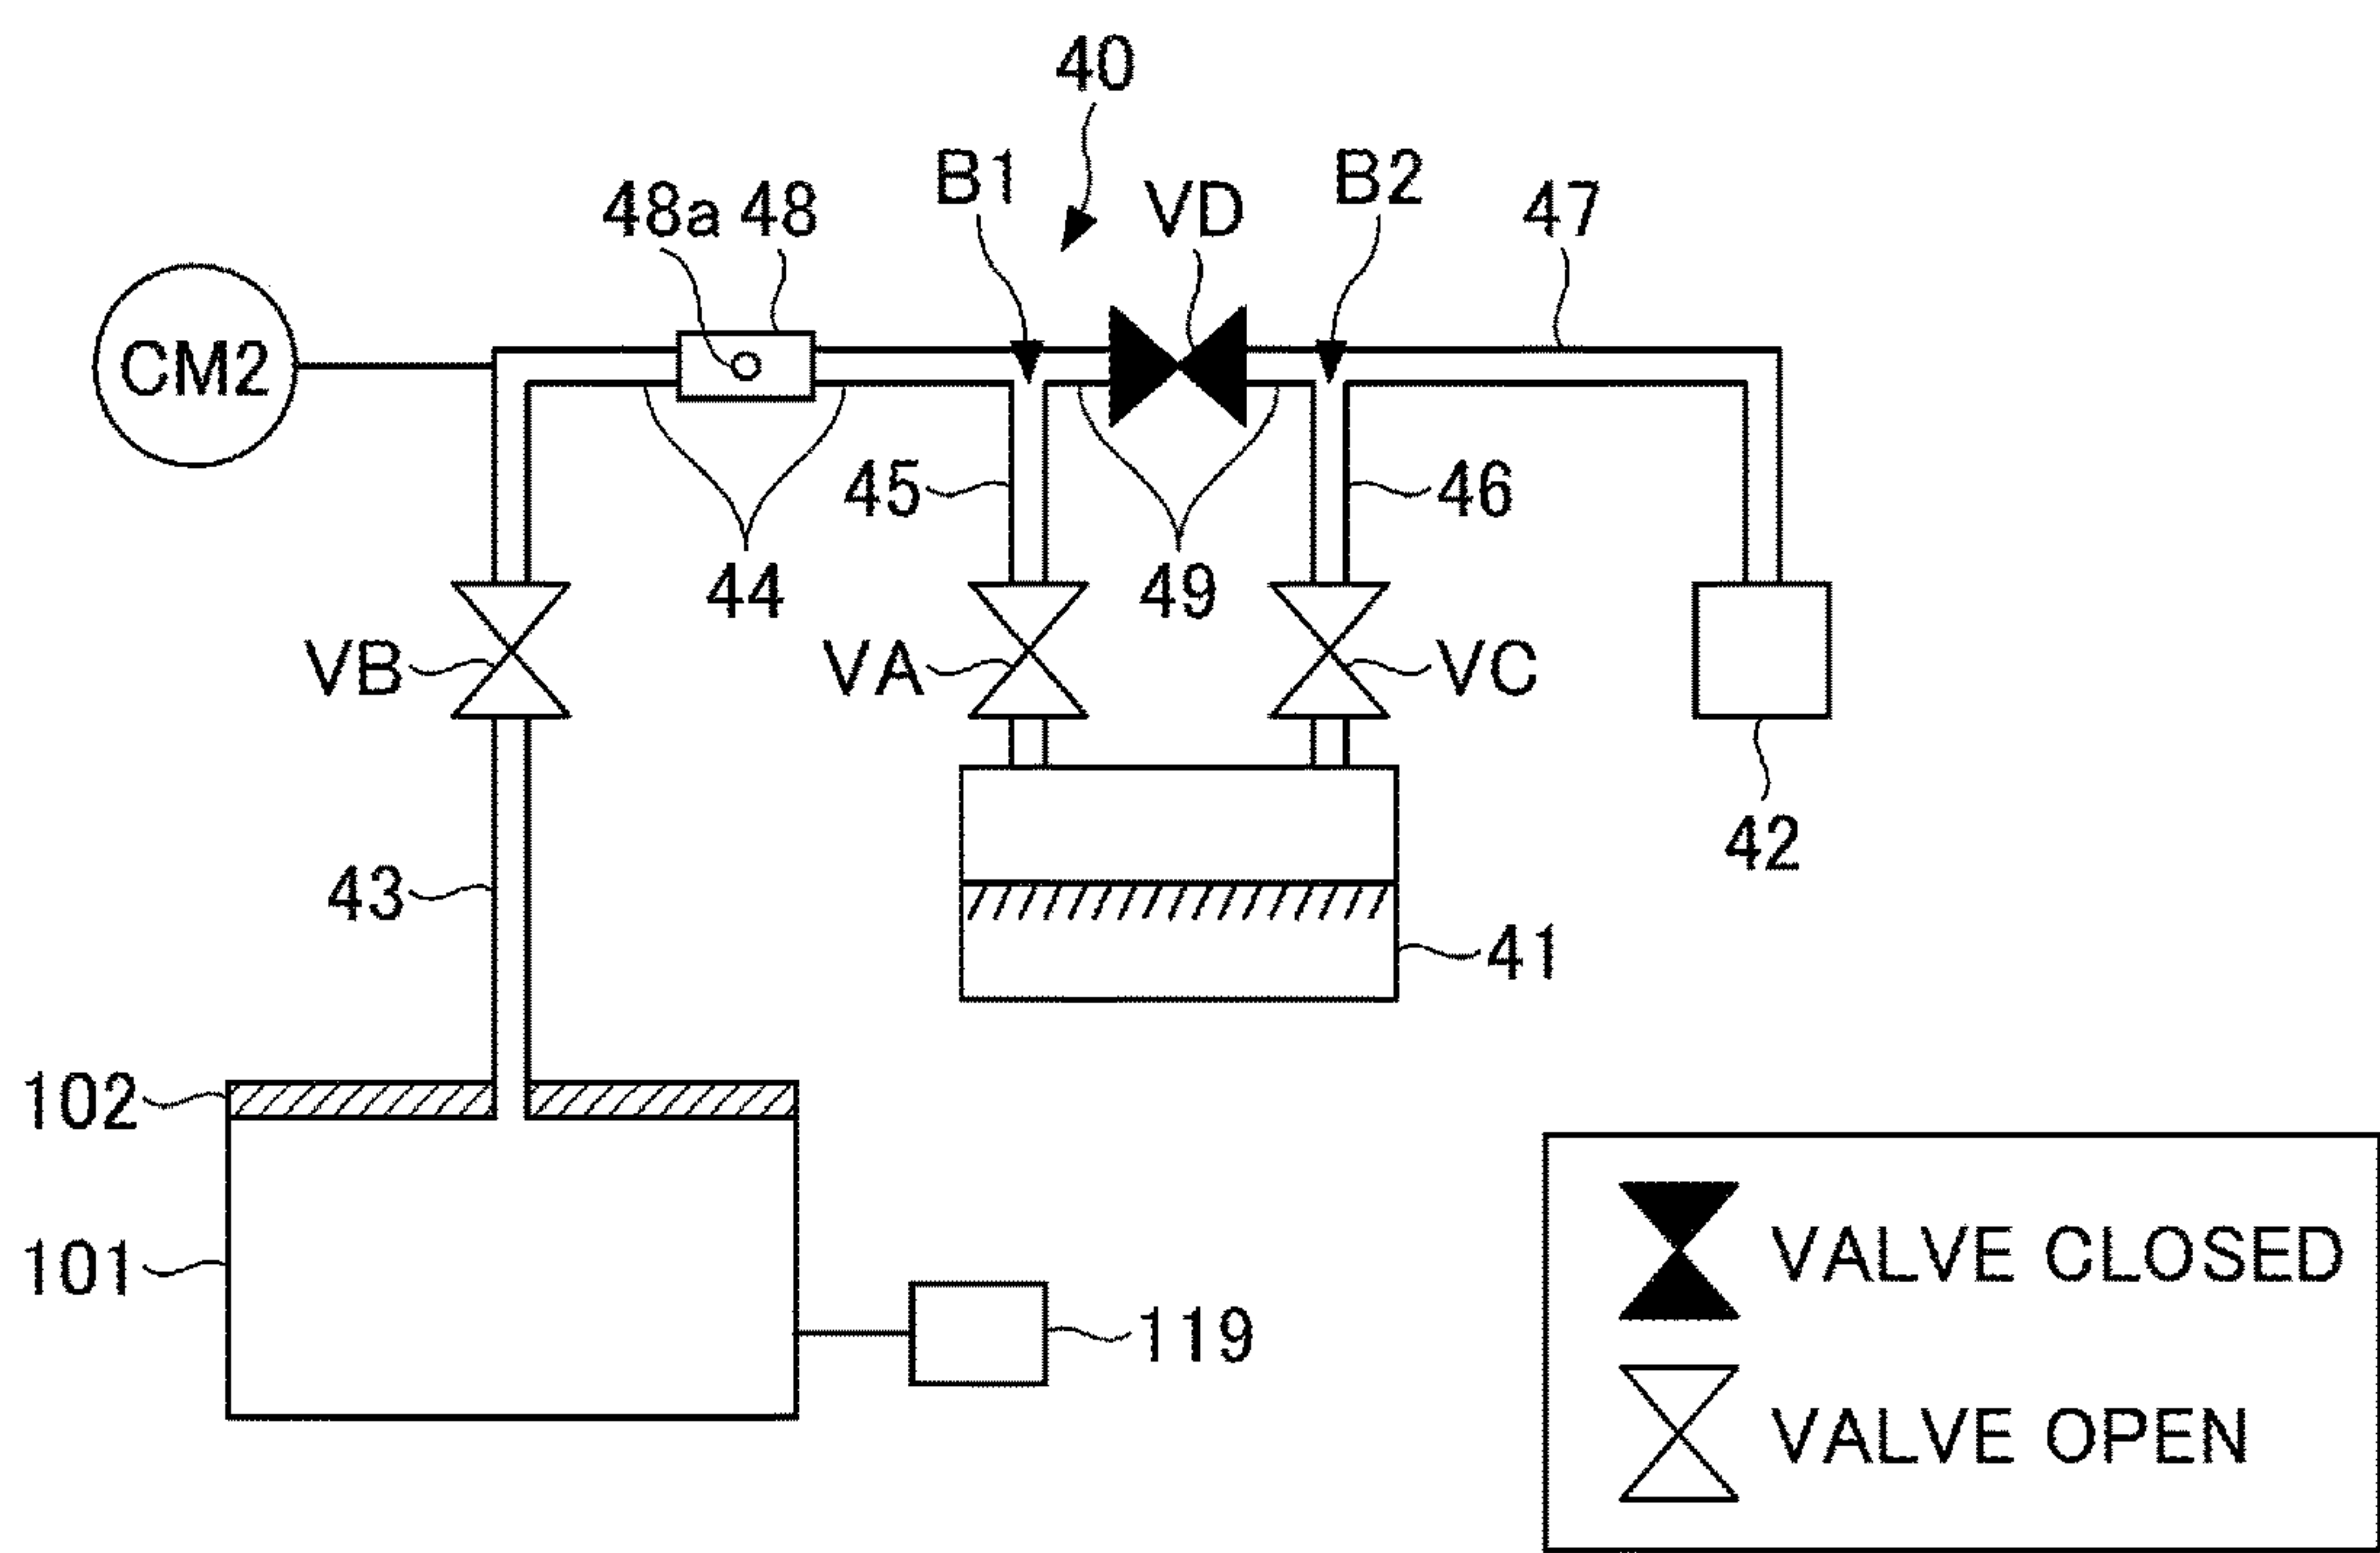 40
B1
B2
48a
48
VD
47
CM2
45
46
44
49
42
VB
VA
VC
43
41
102
101
119
VALVE CLOSED
VALVE OPEN